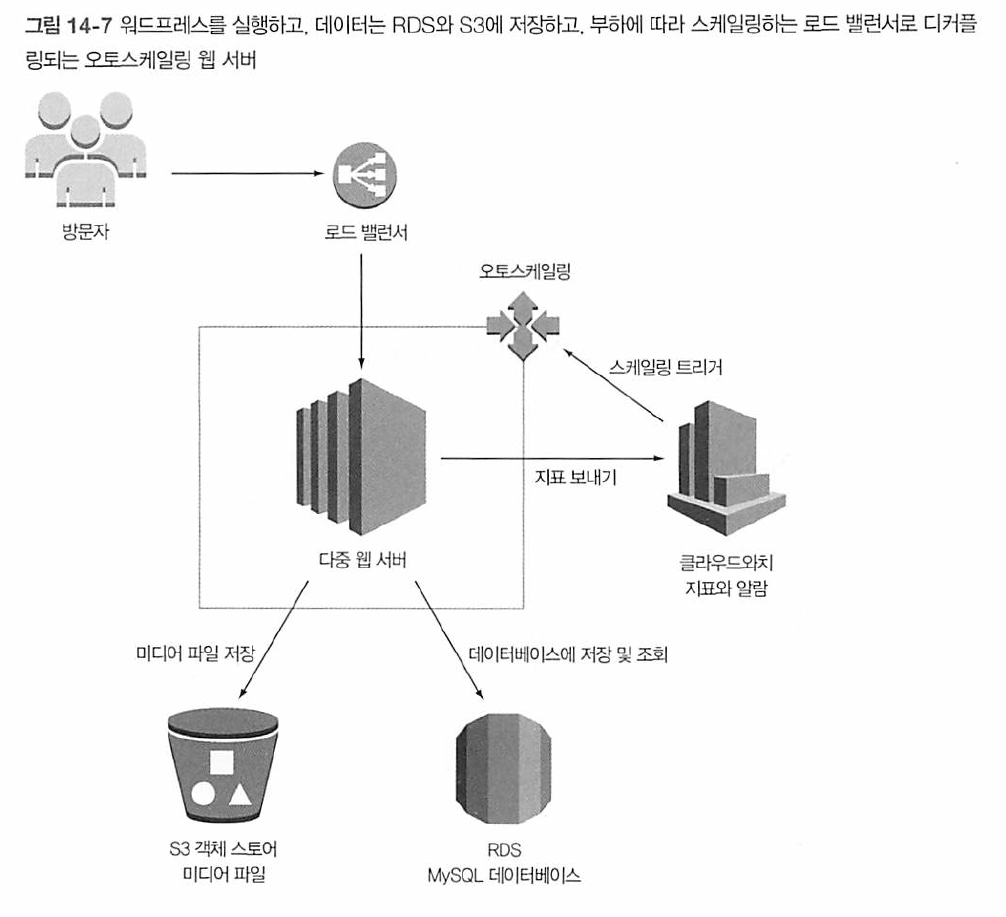 그림 14-7 워드프레스를 실행하고, 데이터는 RDS와 S3에 저장하고, 부하에 따라 스케일링하는 로드 밸런서로 디커플
링되는 오토스케일링 웹 서버
방문자
로드 밸런서
오토스케일링
스케일링 트리거
지표 보내기
다중 웹 서버
클라우드와치
지표와 알람
미디어 파일 저장
데이터베이스에 저장 및 조회
S3 객체 스토어
미디어 파일
RDS
MySQL 데이터베이스